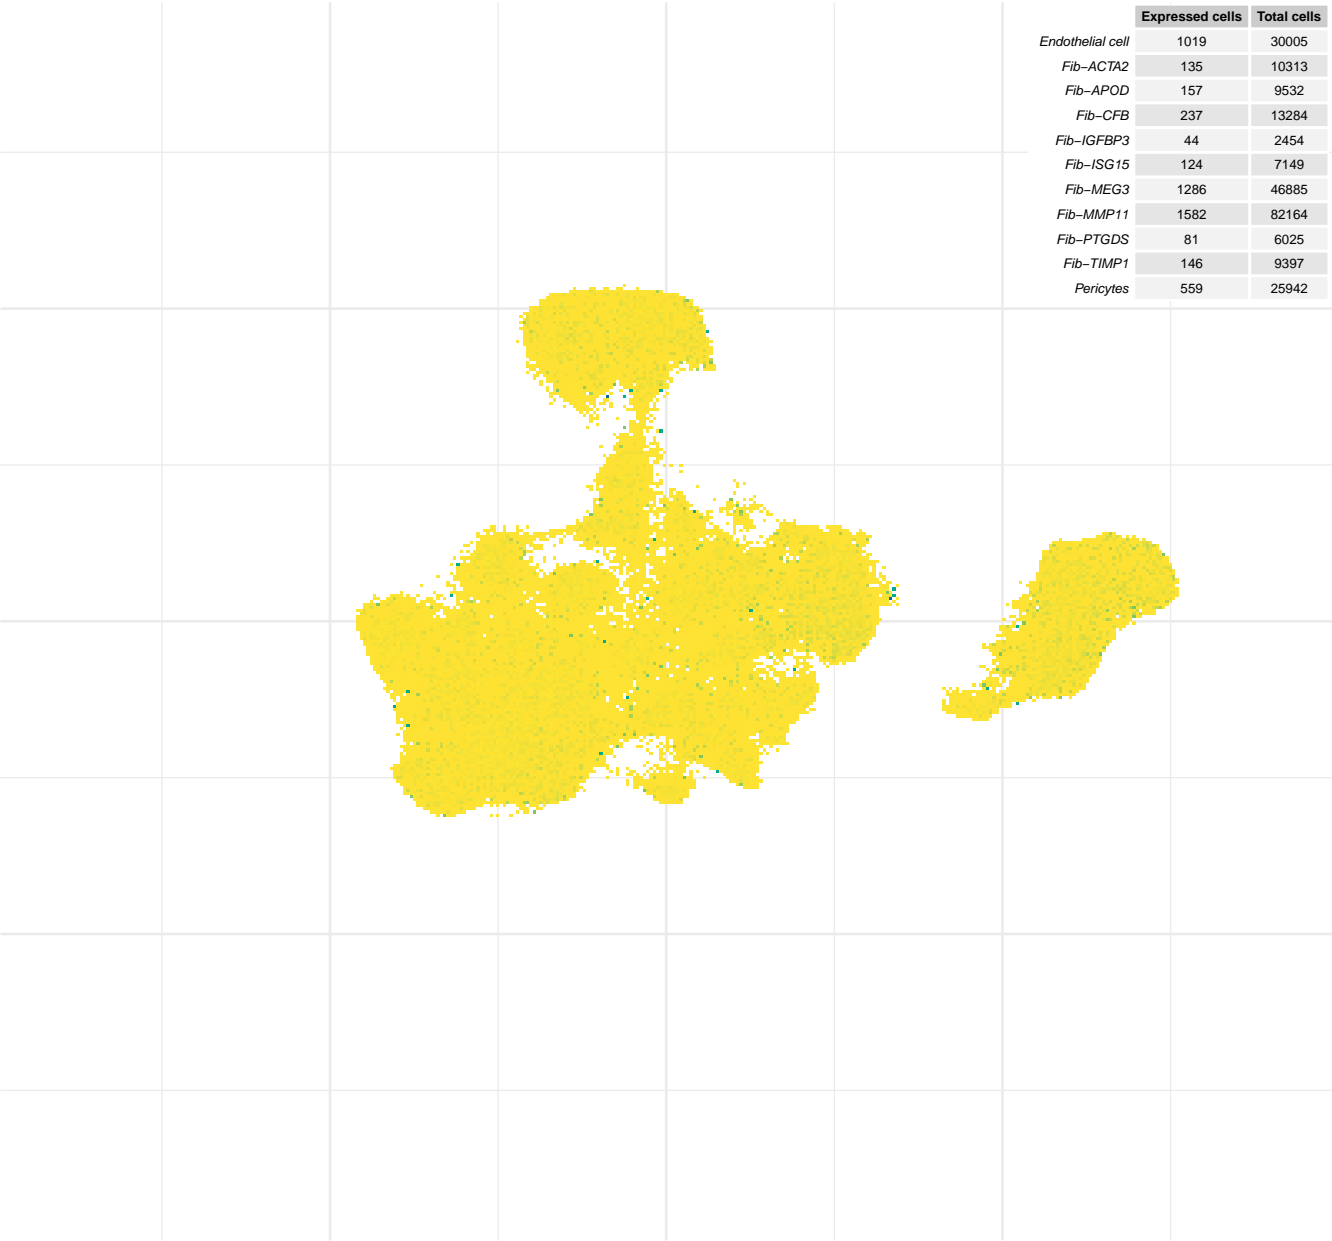 Expressed cells Total cells
Endothelial cell 1019 30005
Fib−ACTA2 135 10313
Fib−APOD 157 9532
Fib−CFB 237 13284
Fib−IGFBP3 44 2454
Fib−ISG15 124 7149
Fib−MEG3 1286 46885
Fib−MMP11 1582 82164
Fib−PTGDS 81 6025
Fib−TIMP1 146 9397
Pericytes 559 25942